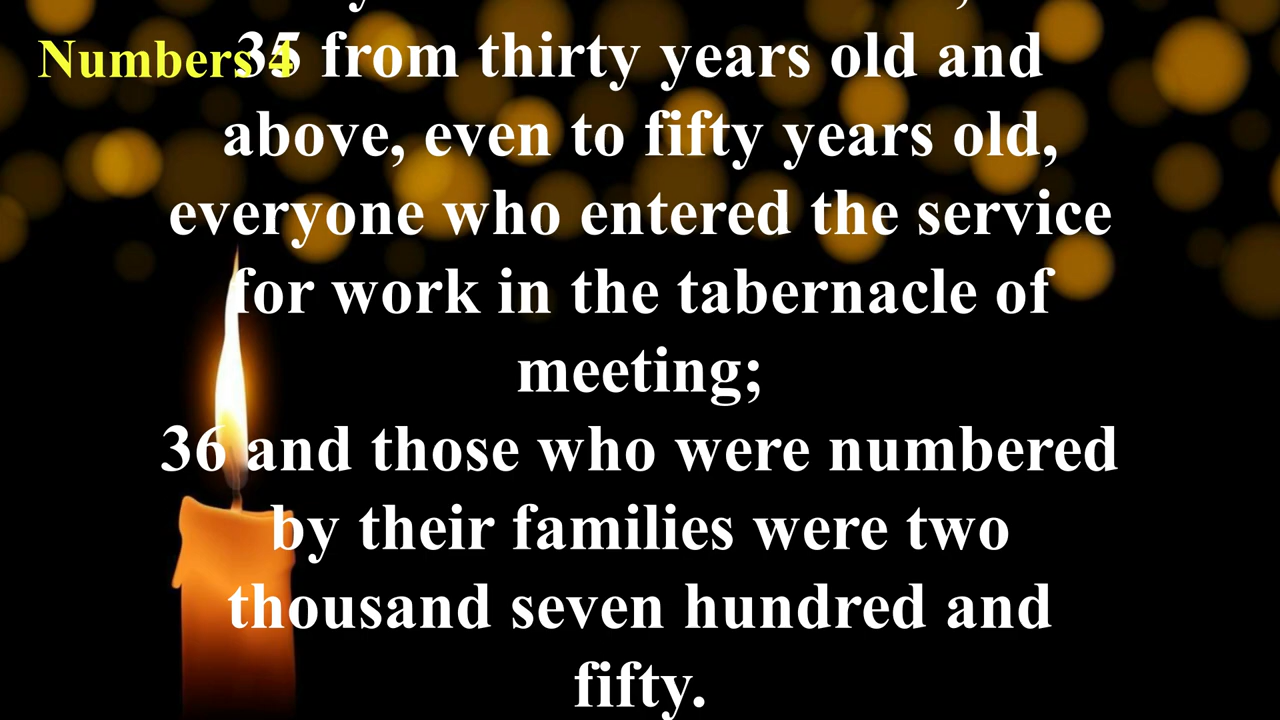 Numbers 4
35 from thirty years old and
above, even to fifty years old,
everyone who entered the service
for work in the tabernacle of
meeting;
36 and those who were numbered
by their families were two
thousand seven hundred and
fifty.